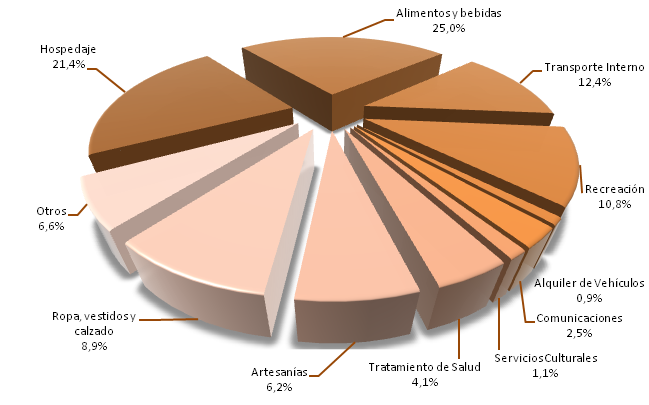 Alimentos y bebidas
25,0%
Transporte Interno
12,4%
Recreación
10,8%
Alquiler de Vehículos
0,9%
Comunicaciones
2,5%
Servicios Culturales
1,1%
Tratamiento de Salud
4,1%
Artesanías
6,2%
Ropa, vestidos y
calzado
8,9%
Otros
6,6%
Hospedaje
21,4%